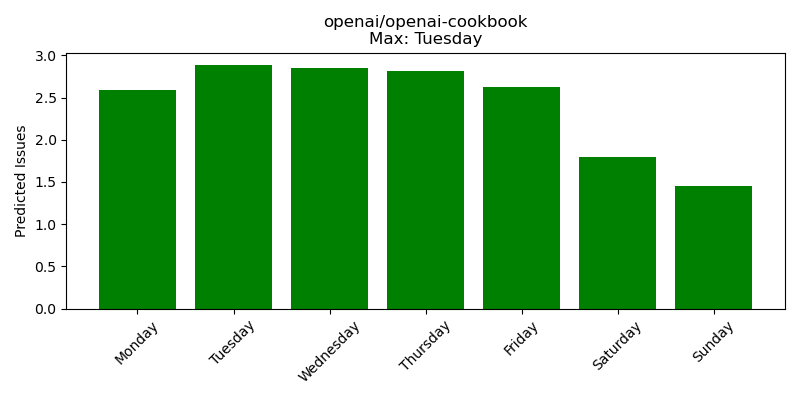 openai/openai-cookbook
Max: Tuesday
Predicted Issues
3.0
2.5
2.0
1.5
1.0
0.5
0.0
Monday
Tuesday
Wednesday
Thursday
Friday
Saturday
Sunday